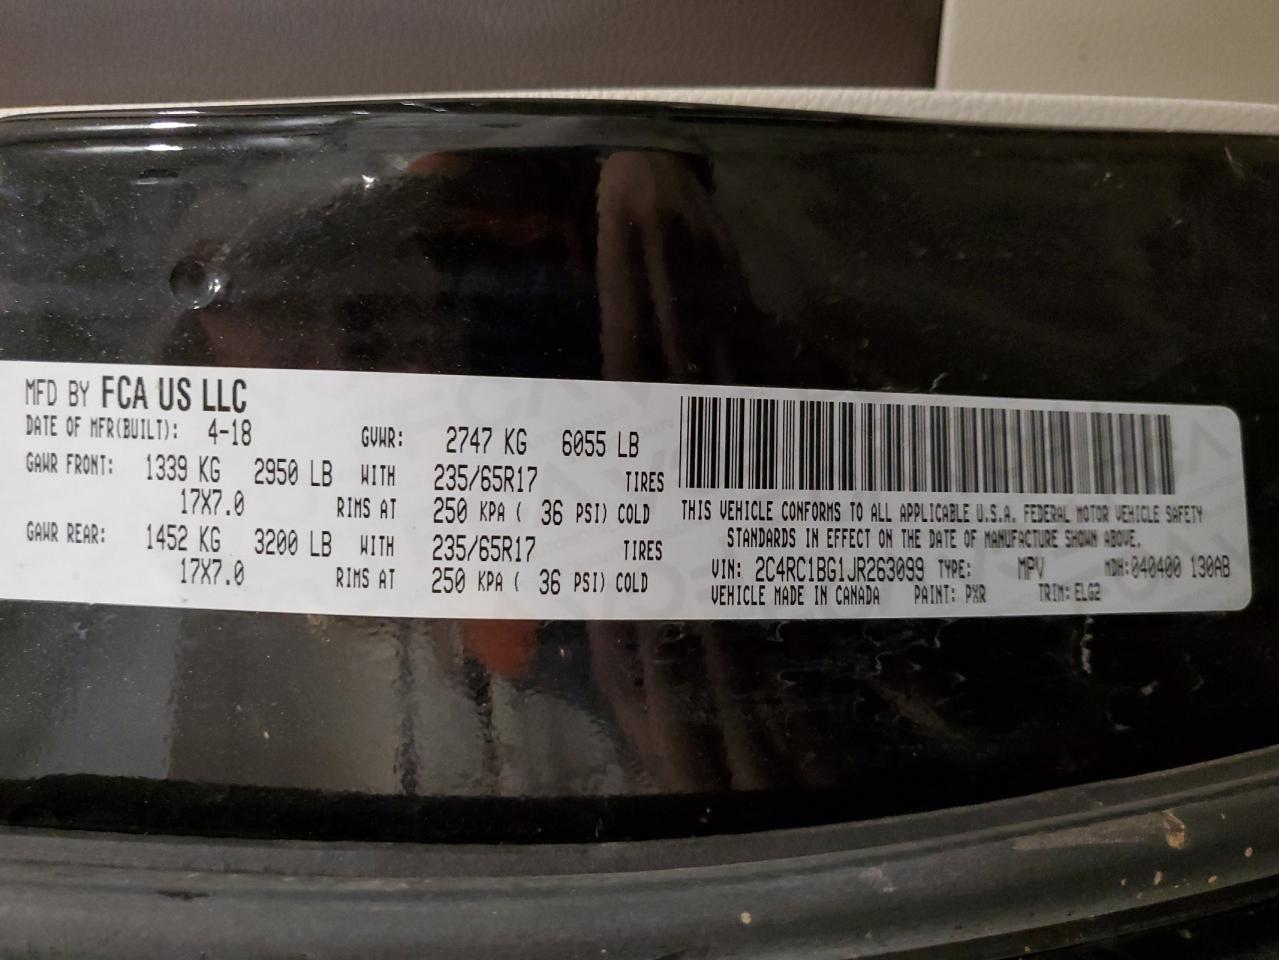 MFD BY FCA US LLC
DATE OF MFR(BUILT): 4-18 GVWR: 2747 KG 6055 LB
GAWR FRONT: 1339 KG 2950 LB WITH 235/65R17 TIRES
17X7.0 RIMS AT 250 KPA ( 36 PSI) COLD
GAWR REAR: 1452 KG 3200 LB WITH 235/65R17 TIRES
17X7.0 RIMS AT 250 KPA ( 36 PSI) COLD
THIS VEHICLE CONFORMS TO ALL APPLICABLE U.S.A. FEDERAL MOTOR VEHICLE SAFETY
STANDARDS IN EFFECT ON THE DATE OF MANUFACTURE SHOWN ABOVE.
VIN: 2C4RC1BG1JR263099 TYPE: MPV MDH:040400 130AB
VEHICLE MADE IN CANADA PAINT: PXR TRIM: ELG2